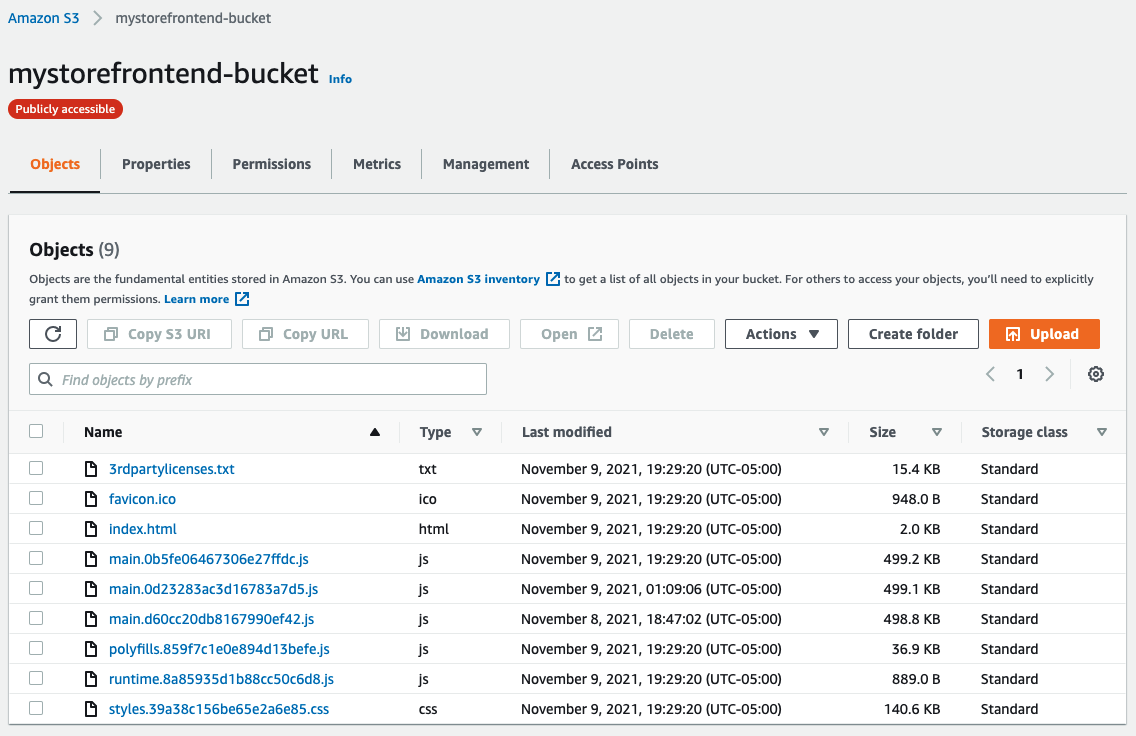 Amazon S3 > mystorefrontend-bucket
mystorefrontend-bucket Info
Publicly accessible
Objects Properties Permissions Metrics Management Access Points
Objects (9)
Objects are the fundamental entities stored in Amazon S3. You can use Amazon S3 inventory to get a list of all objects in your bucket. For others to access your objects, you'll need to explicitly
grant them permissions. Learn more
Copy S3 URI Copy URL Download Open Delete Actions Create folder Upload
Find objects by prefix 1
Name Type Last modified Size Storage class
3rdpartylicenses.txt txt November 9, 2021, 19:29:20 (UTC-05:00) 15.4 KB Standard
favicon.ico ico November 9, 2021, 19:29:20 (UTC-05:00) 948.0 B Standard
index.html html November 9, 2021, 19:29:20 (UTC-05:00) 2.0 KB Standard
main.0b5fe06467306e27ffdc.js js November 9, 2021, 19:29:20 (UTC-05:00) 499.2 KB Standard
main.0d23283ac3d16783a7d5.js js November 9, 2021, 01:09:06 (UTC-05:00) 499.1 KB Standard
main.d60cc20db8167990ef42.js js November 8, 2021, 18:47:02 (UTC-05:00) 498.8 KB Standard
polyfills.859f7c1e0e894d13befe.js js November 9, 2021, 19:29:20 (UTC-05:00) 36.9 KB Standard
runtime.8a85935d1b88cc50c6d8.js js November 9, 2021, 19:29:20 (UTC-05:00) 889.0 B Standard
styles.39a38c156be65e2a6e85.css css November 9, 2021, 19:29:20 (UTC-05:00) 140.6 KB Standard